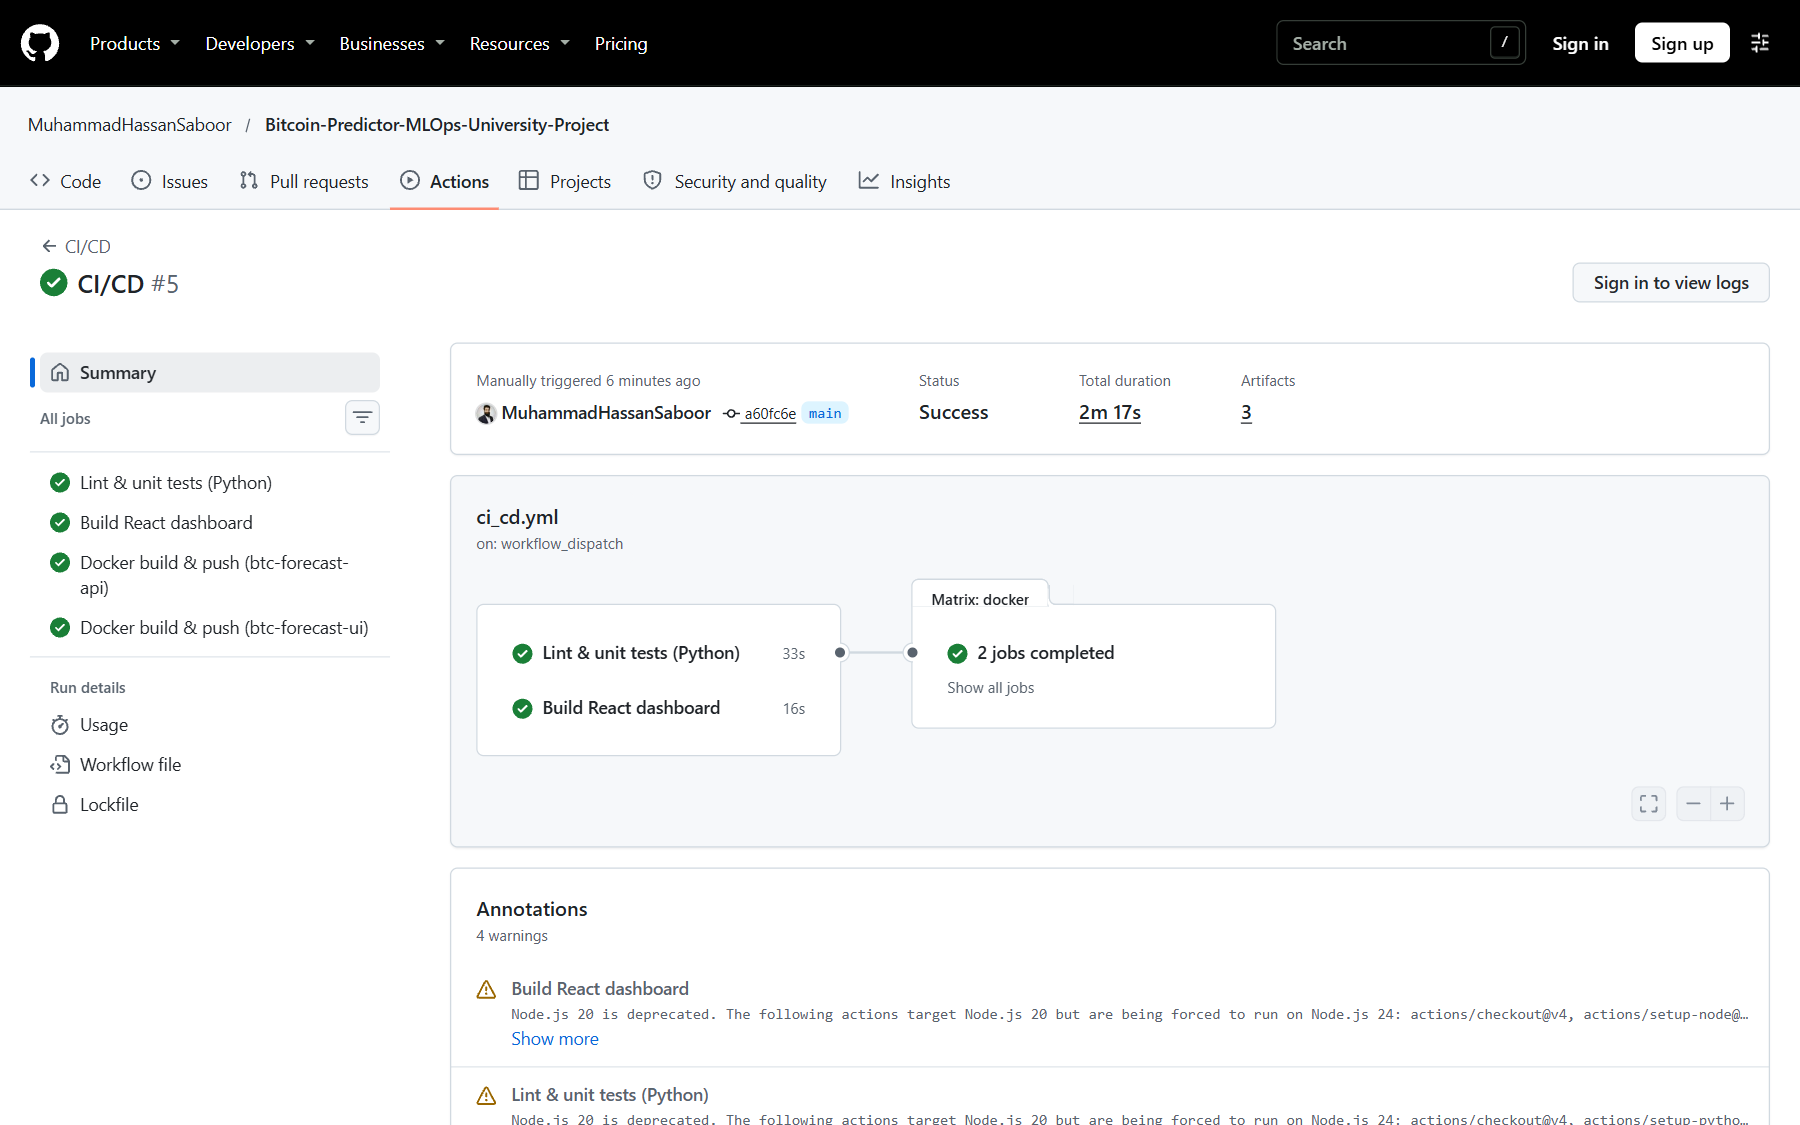 Products Developers Businesses Resources Pricing Search / Sign in Sign up
MuhammadHassanSaboor / Bitcoin-Predictor-MLOps-University-Project
Code Issues Pull requests Actions Projects Security and quality Insights
CI/CD
CI/CD #5
Sign in to view logs
Summary
All jobs
Lint & unit tests (Python)
Build React dashboard
Docker build & push (btc-forecast-
api)
Docker build & push (btc-forecast-ui)
Run details
Usage
Workflow file
Lockfile
Manually triggered 6 minutes ago
MuhammadHassanSaboor a60fc6e main
Status
Success
Total duration
2m 17s
Artifacts
3
ci_cd.yml
on: workflow_dispatch
Lint & unit tests (Python) 33s
Build React dashboard 16s
Matrix: docker
2 jobs completed
Show all jobs
Annotations
4 warnings
Build React dashboard
Node.js 20 is deprecated. The following actions target Node.js 20 but are being forced to run on Node.js 24: actions/checkout@v4, actions/setup-node@…
Show more
Lint & unit tests (Python)
Node.js 20 is deprecated. The following actions target Node.js 20 but are being forced to run on Node.js 24: actions/checkout@v4, actions/setup-pytho…